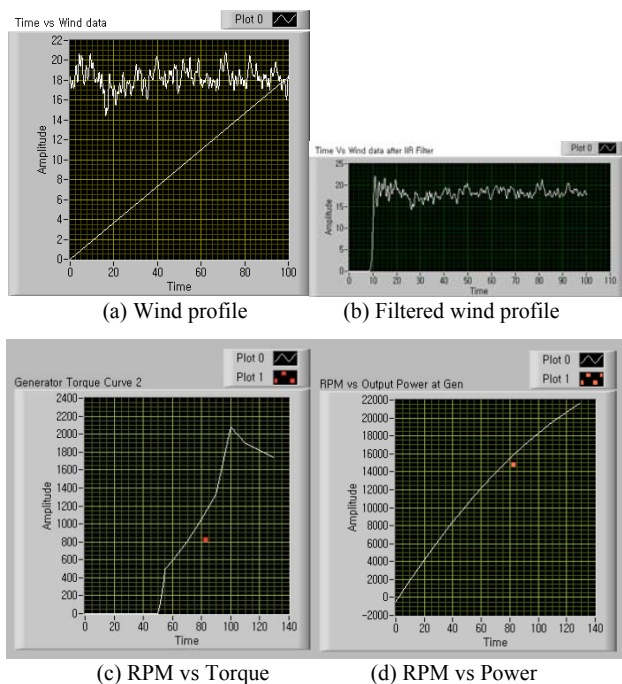 Time vs Wind data
Plot 0
22
20
18
16
14
12
10
8
6
4
2
0
Amplitude
0 20 40 60 80 100
Time
Time Vs Wind data after IIR Filter
Plot 0
25
20
15
10
5
0
Amplitude
0 10 20 30 40 50 60 70 80 90 100 110
Time
(a) Wind profile
(b) Filtered wind profile
Generator Torque Curve 2
Plot 0
Plot 1
2400
2200
2000
1800
1600
1400
1200
1000
800
600
400
200
0
Amplitude
0 20 40 60 80 100 120 140
Time
RPM vs Output Power at Gen
Plot 0
Plot 1
22000
20000
18000
16000
14000
12000
10000
8000
6000
4000
2000
0
-2000
Amplitude
0 20 40 60 80 100 120 140
Time
(c) RPM vs Torque
(d) RPM vs Power